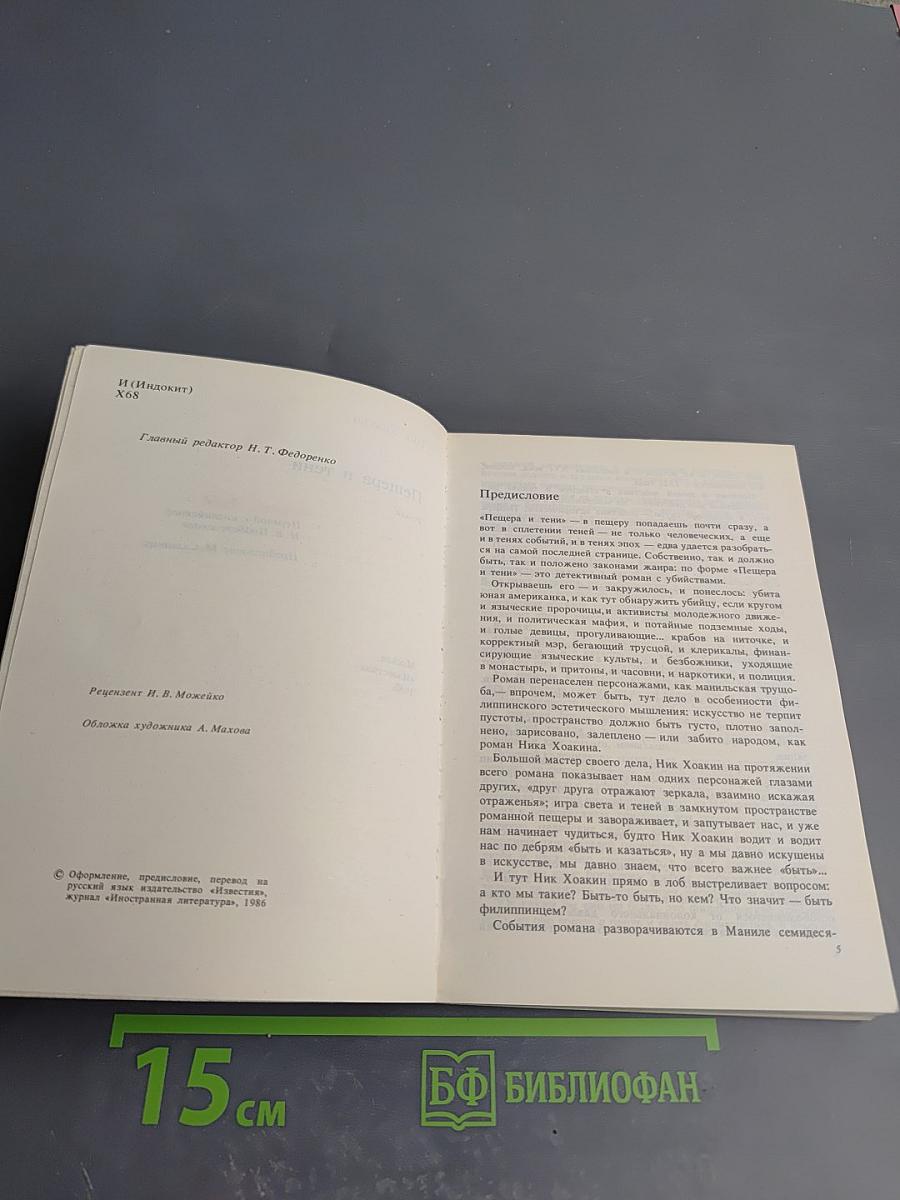 И (Индокит)
Х68
Главный редактор Н. Т. Федоренко
Рецензент И. В. Можейко
Обложка художника А. Махова
© Оформление, предисловие, перевод на
русский язык издательство «Известия»,
журнал «Иностранная литература», 1986
Предисловие
«Пещера и тени» — в пещеру попадаешь почти сразу, а
вот в сплетении теней — не только человеческих, а еще
и в тенях событий, и в тенях эпох — едва удается разобрать-
ся на самой последней странице. Собственно, так и должно
быть, так и положено законами жанра: по форме «Пещера
и тени» — это детективный роман с убийствами.
Открываешь его — и закружилось, и понеслось: убита
юная американка, и как тут обнаружить убийцу, если кругом
и языческие пророчицы, и активисты молодежного движе-
ния, и политическая мафия, и потайные подземные ходы,
и голые девицы, прогуливающие... крабов на ниточке, и
корректный мэр, бегающий трусцой, и клерикалы, финан-
сирующие языческие культы, и безбожники, уходящие
в монастырь, и притоны, и часовни, и наркотики, и полиция.
Роман перенаселен персонажами, как манильская трущо-
ба,— впрочем, может быть, тут дело в особенности фи-
липпинского эстетического мышления: искусство не терпит
пустоты, пространство должно быть густо, плотно запол-
нено, зарисовано, залеплено — или забито народом, как
роман Ника Хоакина.
Большой мастер своего дела, Ник Хоакин на протяжении
всего романа показывает нам одних персонажей глазами
других, «друг друга отражают зеркала, взаимно искажая
отраженья»; игра света и теней в замкнутом пространстве
романной пещеры и завораживает, и запутывает нас, и уже
нам начинает чудиться, будто Ник Хоакин водит и водит
нас по дебрям «быть и казаться», ну а мы давно искушены
в искусстве, мы давно знаем, что всего важнее «быть»...
И тут Ник Хоакин прямо в лоб выстреливает вопросом:
а кто мы такие? Быть-то быть, но кем? Что значит — быть
филиппинцем?
События романа разворачиваются в Маниле семидеся-
5
15 см
БФ БИБЛИОФАН